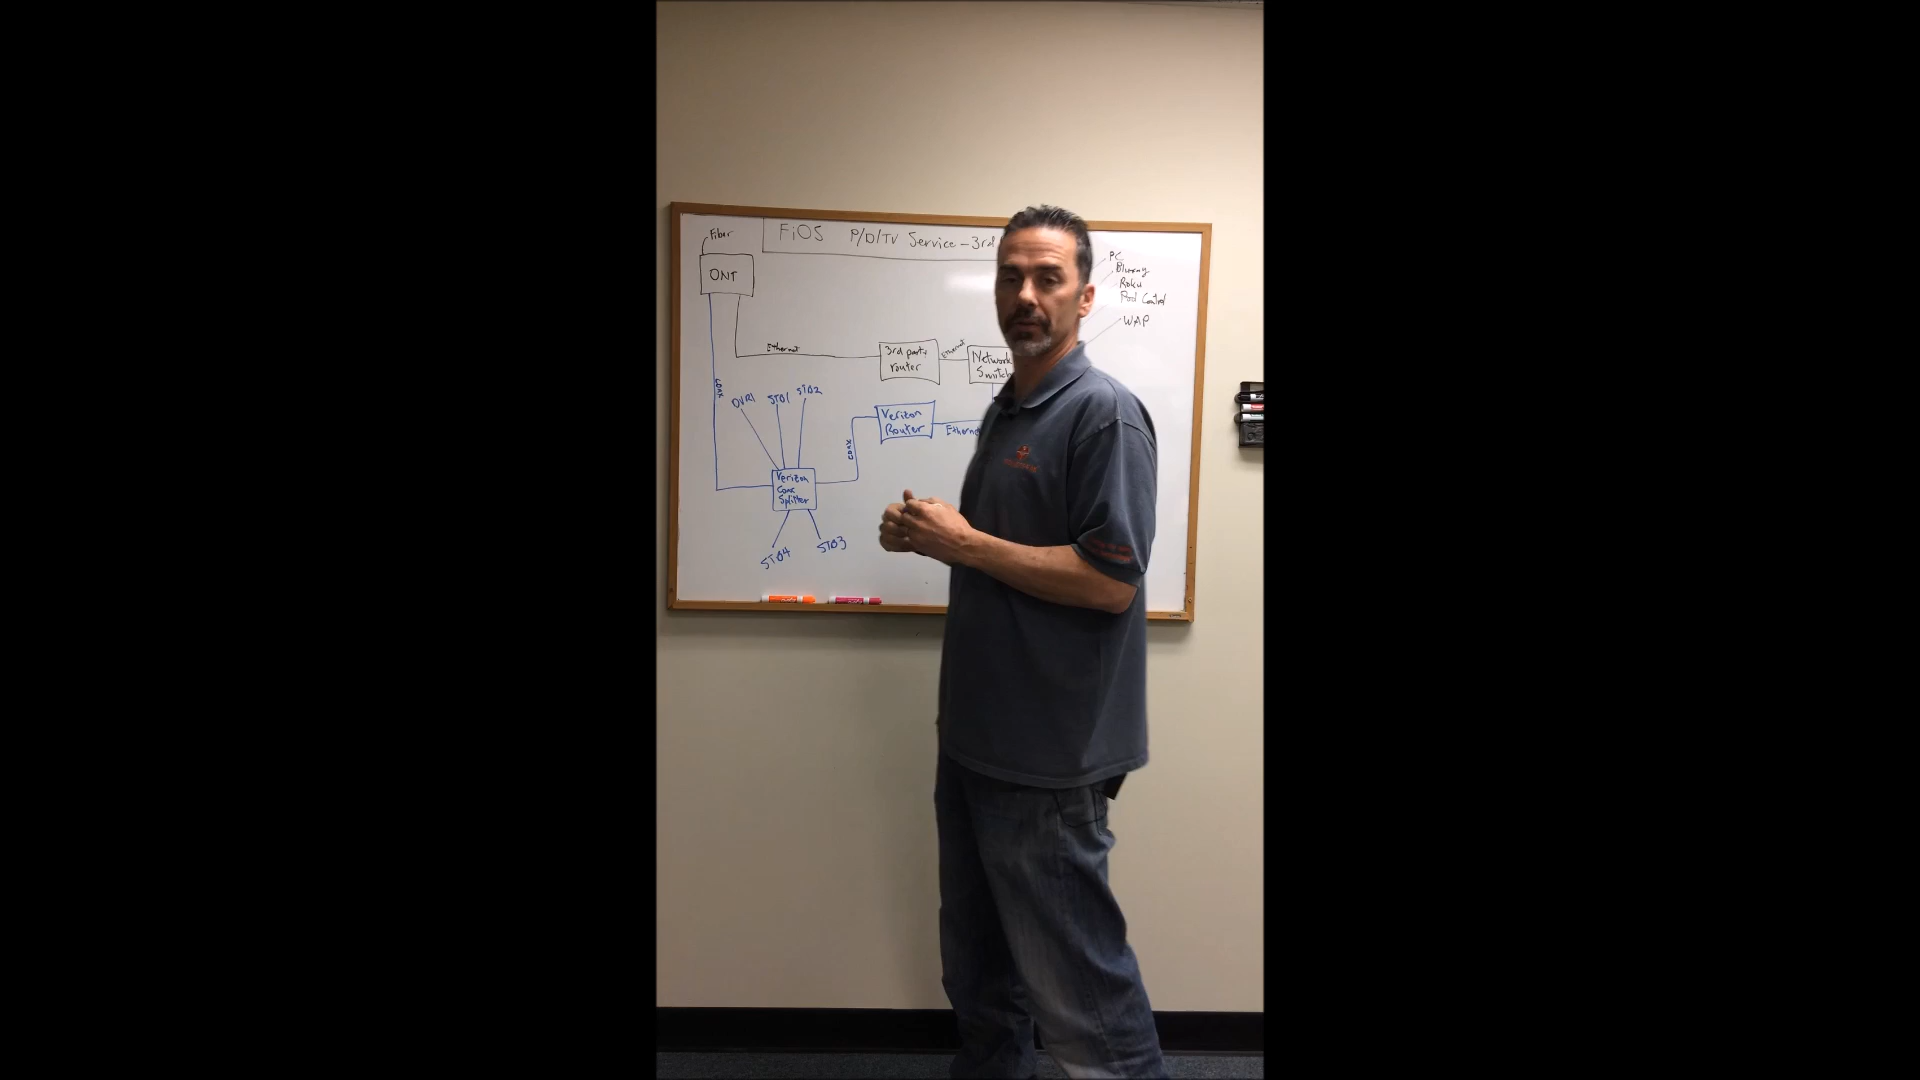 Fiber
FiOS P/D/TV Service - 3rd
ONT
PC
Bluray
Roku
Pool Control
WAP
Ethernet
3rd party
router
Ethernet
Network
Switch
COAX
DVR1
STB1
STB2
Verizon
Router
Ethernet
COAX
Verizon
Coax
Splitter
STB4
STB3